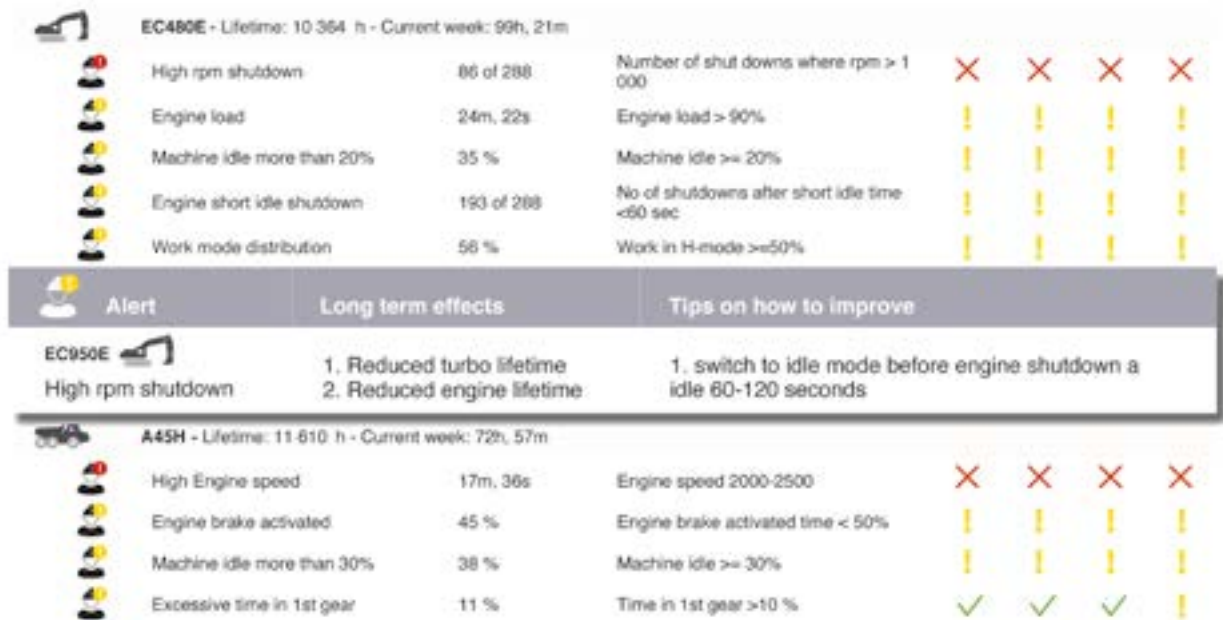 EC480E - Lifetime: 10 364 h - Current week: 99h, 21m
High rpm shutdown 86 of 288 Number of shut downs where rpm > 1
000
Engine load 24m, 22s Engine load > 90%
Machine idle more than 20% 35 % Machine idle >= 20%
Engine short idle shutdown 193 of 288 No of shutdowns after short idle time
<60 sec
Work mode distribution 56 % Work in H-mode >=50%
Alert Long term effects Tips on how to improve
EC950E
High rpm shutdown
1. Reduced turbo lifetime
2. Reduced engine lifetime
1. switch to idle mode before engine shutdown a
idle 60-120 seconds
A45H - Lifetime: 11 610 h - Current week: 72h, 57m
High Engine speed 17m, 36s Engine speed 2000-2500
Engine brake activated 45 % Engine brake activated time < 50%
Machine idle more than 30% 38 % Machine idle >= 30%
Excessive time in 1st gear 11 % Time in 1st gear >10 %